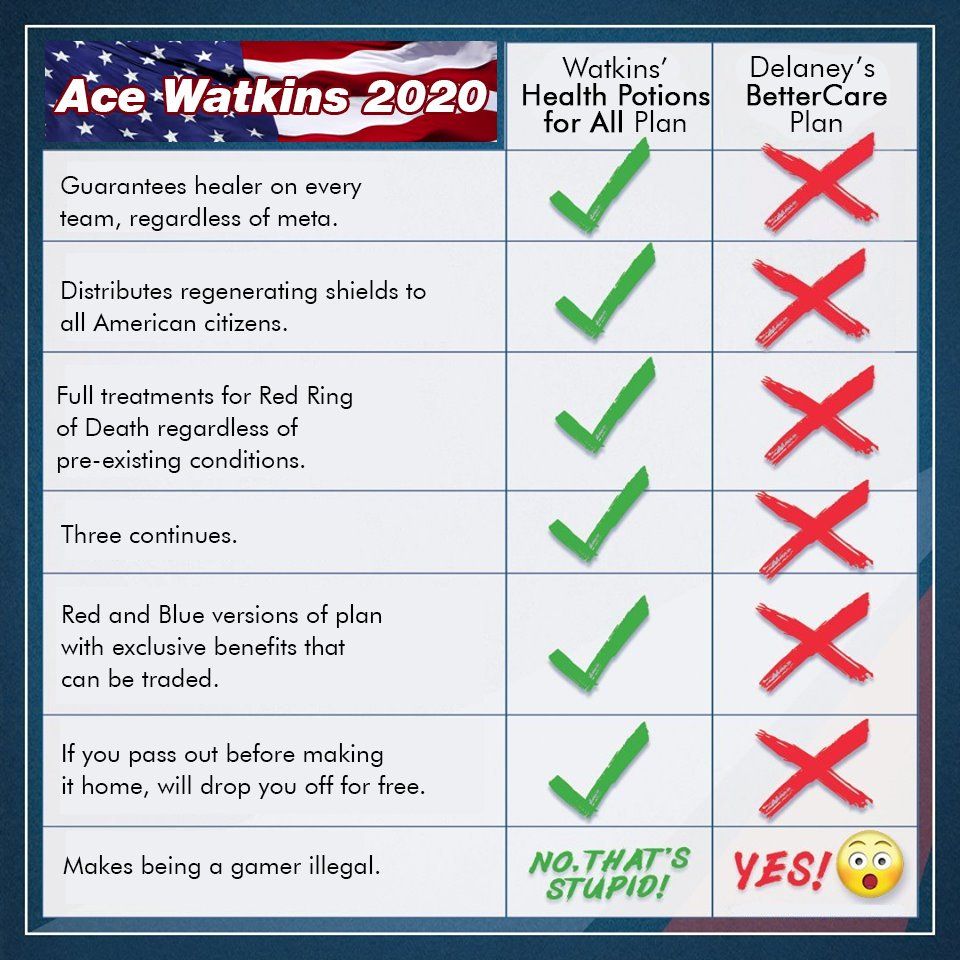 Ace Watkins 2020
Watkins'
Health Potions
for All Plan
Delaney's
BetterCare
Plan
Guarantees healer on every
team, regardless of meta.
Distributes regenerating shields to
all American citizens.
Full treatments for Red Ring
of Death regardless of
pre-existing conditions.
Three continues.
Red and Blue versions of plan
with exclusive benefits that
can be traded.
If you pass out before making
it home, will drop you off for free.
Makes being a gamer illegal.
NO. THAT'S
STUPID!
YES!